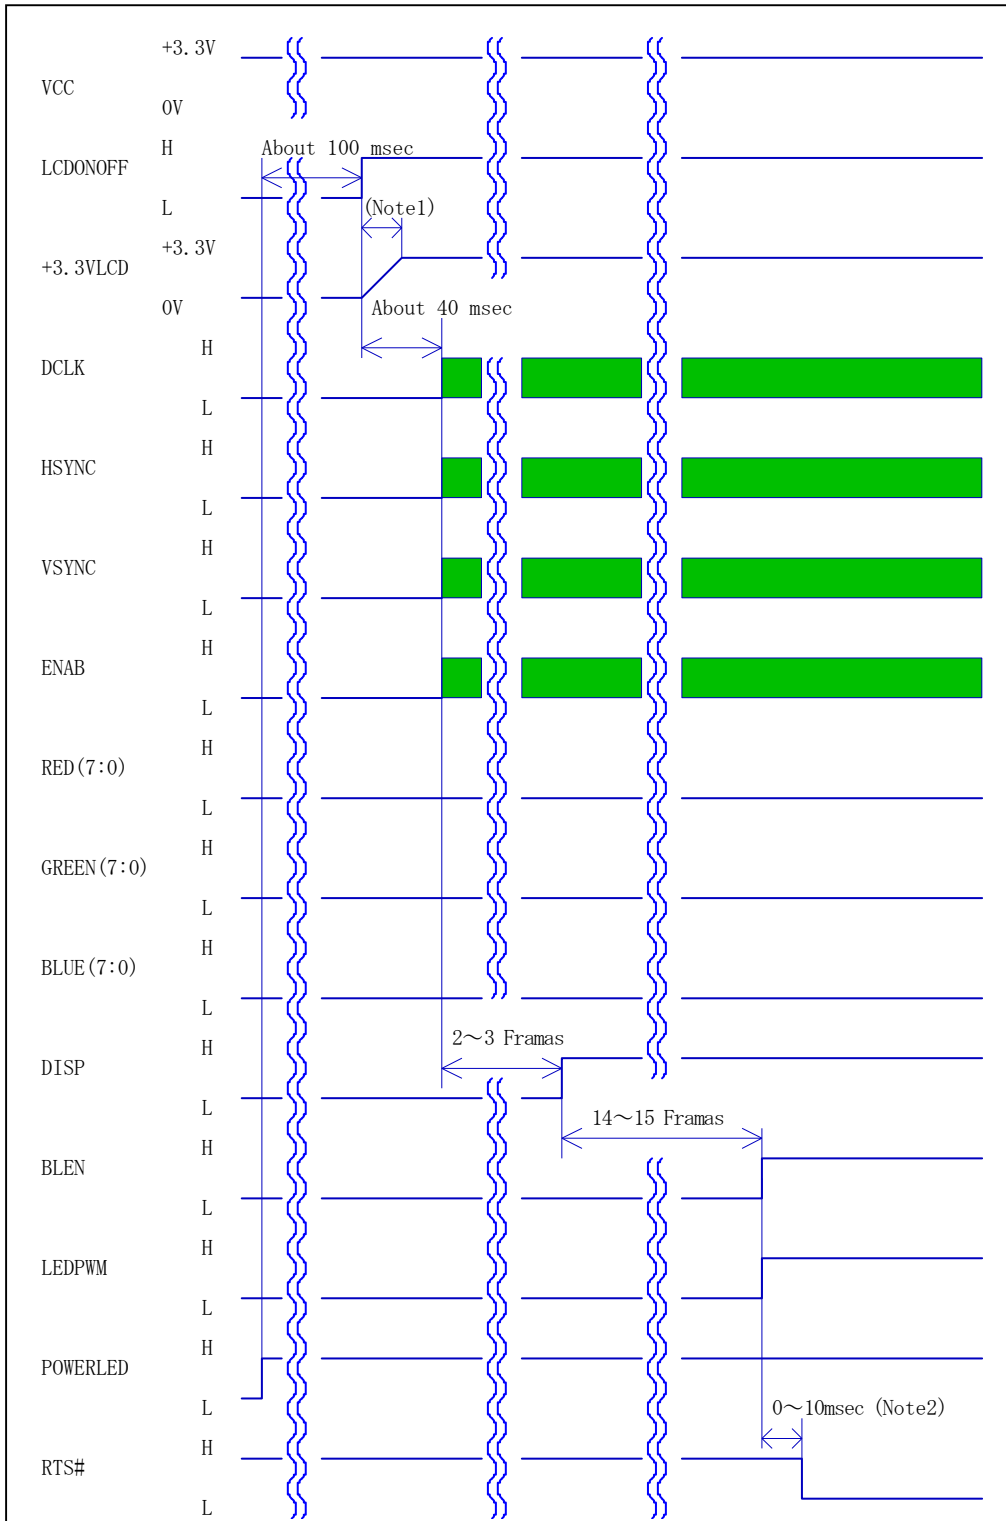 +3.3V
VCC
0V
H
About 100 msec
LCDONOFF
L
(Note1)
+3.3V
+3.3VLCD
0V
About 40 msec
H
DCLK
L
H
HSYNC
L
H
VSYNC
L
H
ENAB
L
H
RED(7:0)
L
H
GREEN(7:0)
L
H
BLUE(7:0)
L
2～3 Framas
H
DISP
L
14～15 Framas
H
BLEN
L
H
LEDPWM
L
H
POWERLED
L
0～10msec (Note2)
H
RTS#
L